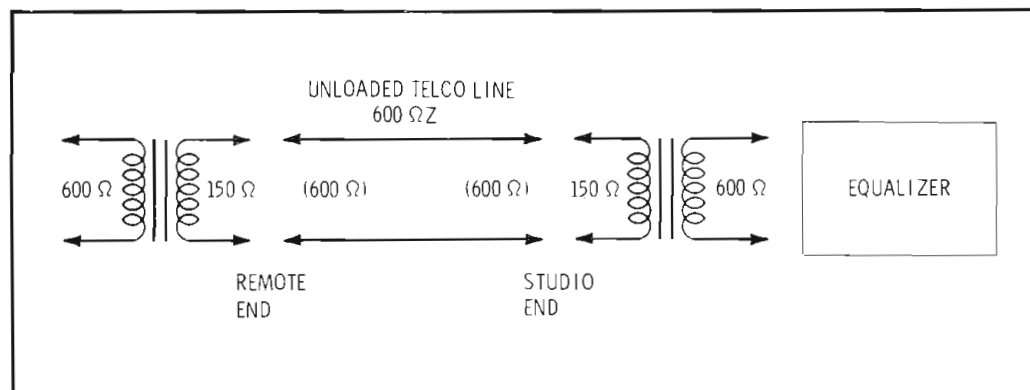 UNLOADED TELCO LINE
600 ΩZ
600 Ω
150 Ω
(600 Ω)
(600 Ω)
150 Ω
600 Ω
EQUALIZER
REMOTE
END
STUDIO
END